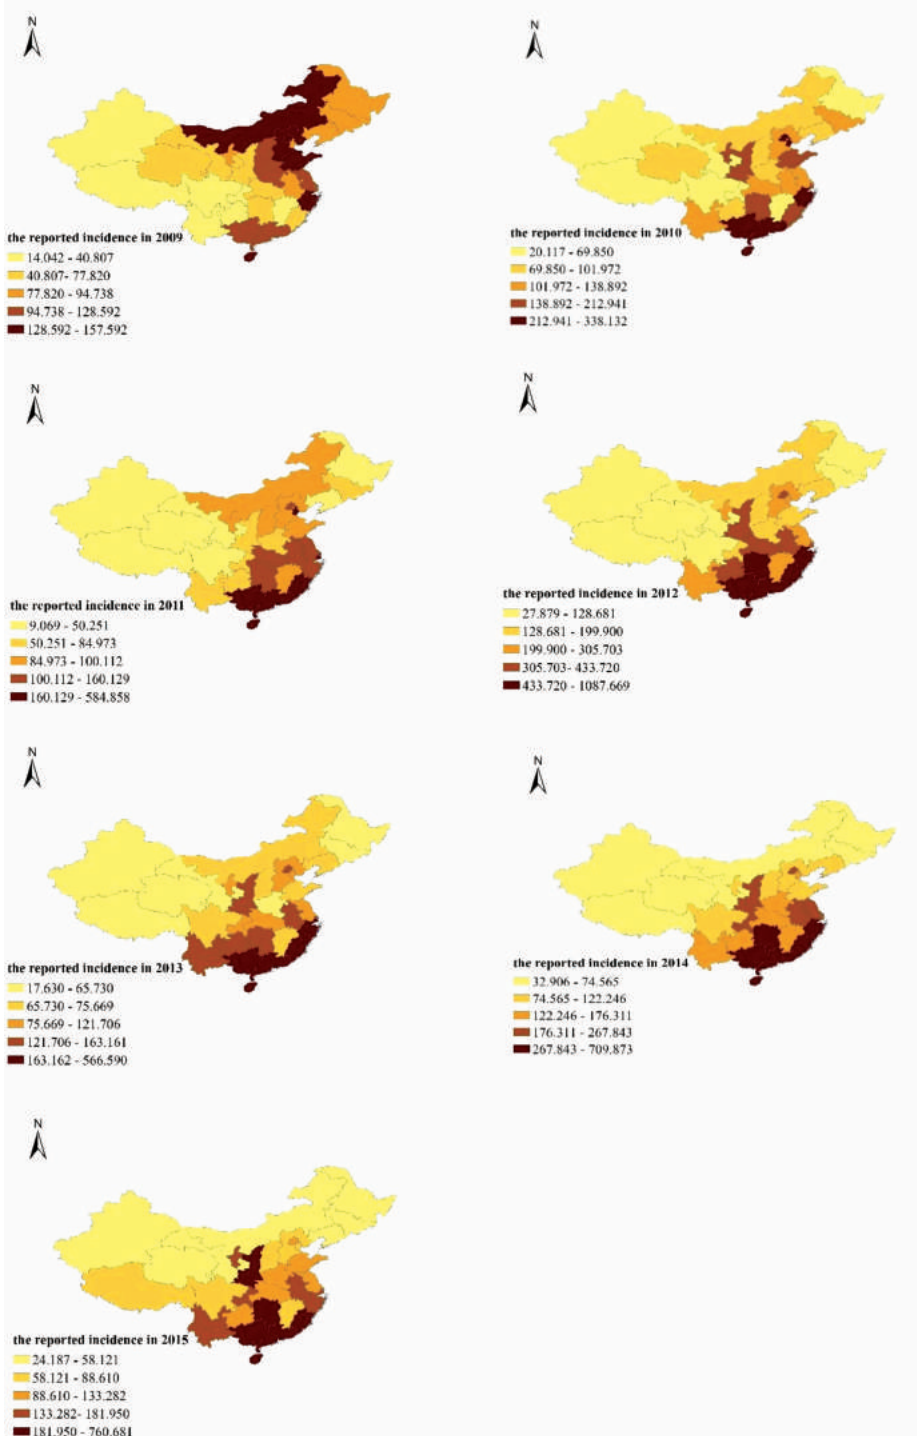 N
the reported incidence in 2009
14.042 - 40.807
40.807- 77.820
77.820 - 94.738
94.738 - 128.592
128.592 - 157.592
N
the reported incidence in 2010
20.117 - 69.850
69.850 - 101.972
101.972 - 138.892
138.892 - 212.941
212.941 - 338.132
N
the reported incidence in 2011
9.069 - 50.251
50.251 - 84.973
84.973 - 100.112
100.112 - 160.129
160.129 - 584.858
N
the reported incidence in 2012
27.879 - 128.681
128.681 - 199.900
199.900 - 305.703
305.703- 433.720
433.720 - 1087.669
N
the reported incidence in 2013
17.630 - 65.730
65.730 - 75.669
75.669 - 121.706
121.706 - 163.161
163.162 - 566.590
N
the reported incidence in 2014
32.906 - 74.565
74.565 - 122.246
122.246 - 176.311
176.311 - 267.843
267.843 - 709.873
N
the reported incidence in 2015
24.187 - 58.121
58.121 - 88.610
88.610 - 133.282
133.282- 181.950
181.950 - 760.681